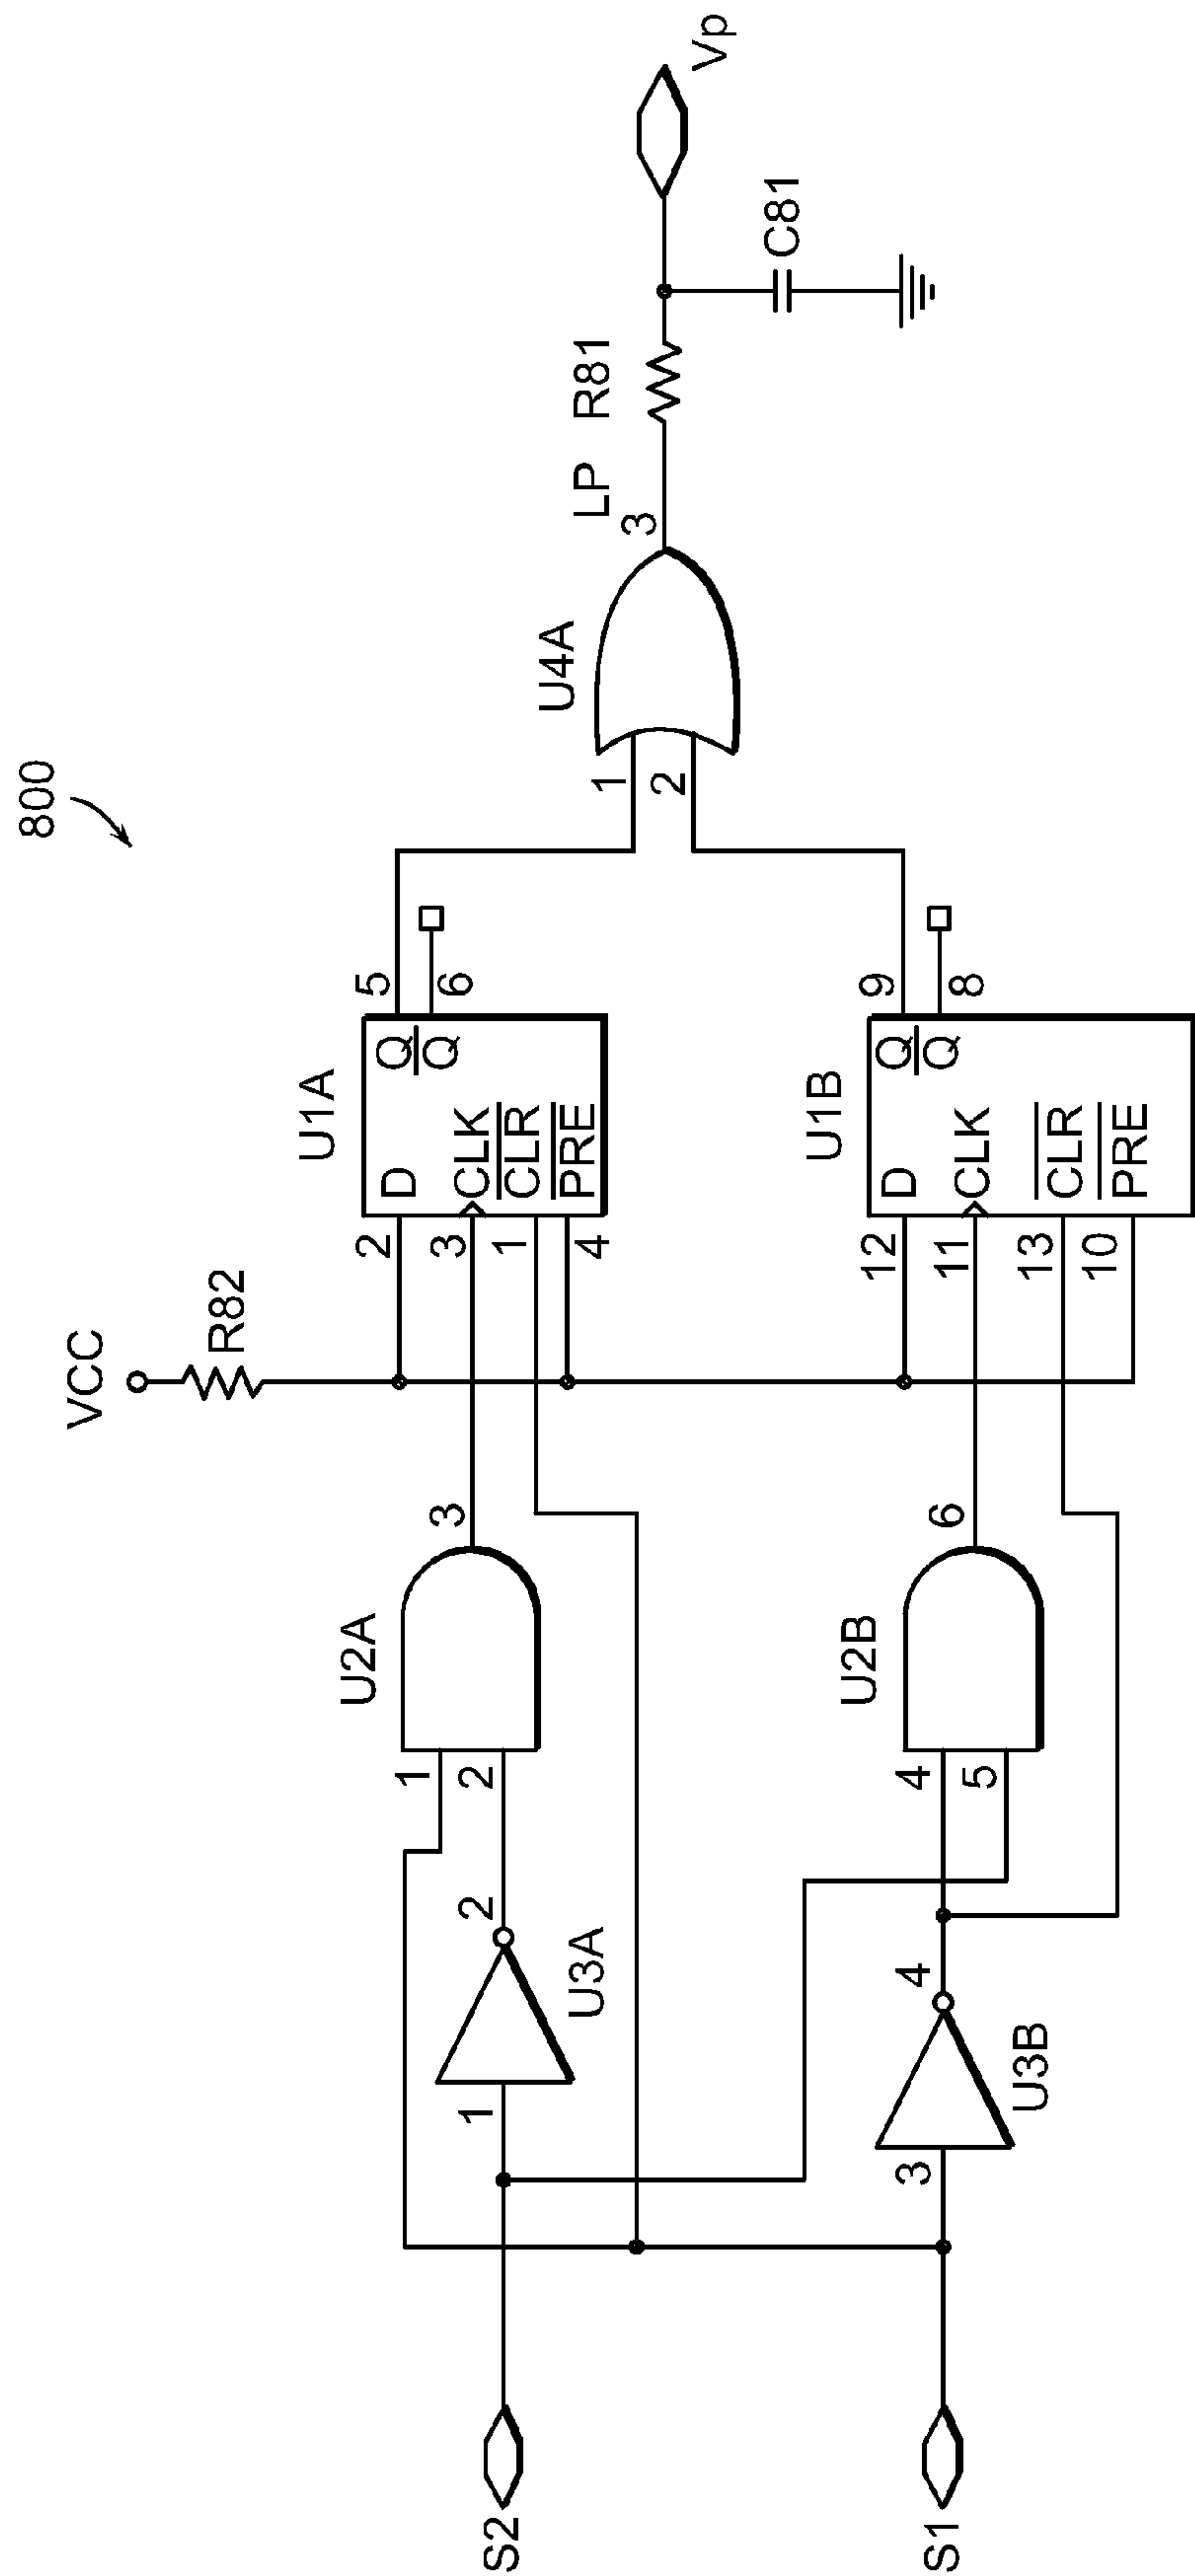 800
VCC
R82
U1A
2 D Q 5
3 CLK Q 6
1 CLR
4 PRE
U2A
1
2
3
S2
1
2
U3A
U4A
1
2
3
LP R81
Vp
C81
U1B
12 D Q 9
11 CLK Q 8
13 CLR
10 PRE
U2B
4
5
6
S1
3
4
U3B